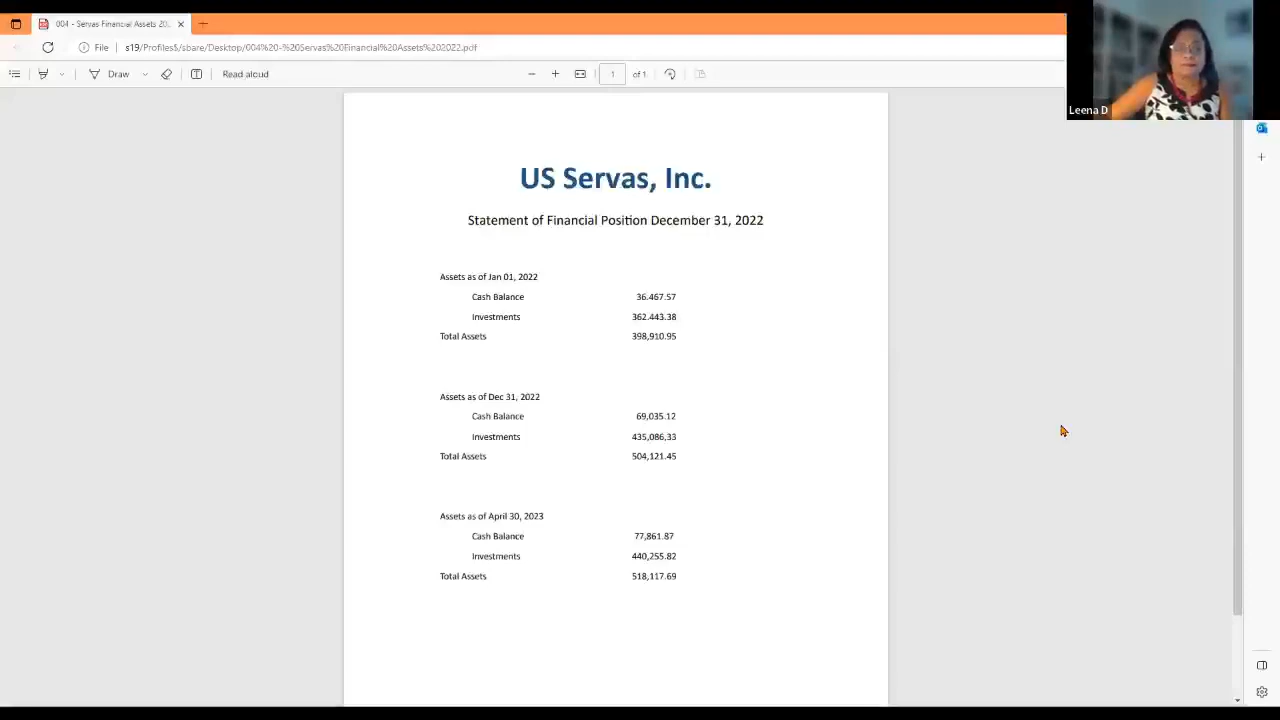 004 - Servas Financial Assets 20
File
s19/Profiles$/sbare/Desktop/004%20-%20Servas%20Financial%20Assets%202022.pdf
Draw
Read aloud
1
of 1
Leena D
US Servas, Inc.
Statement of Financial Position December 31, 2022
Assets as of Jan 01, 2022
Cash Balance 36.467.57
Investments 362.443.38
Total Assets 398,910.95
Assets as of Dec 31, 2022
Cash Balance 69,035.12
Investments 435,086,33
Total Assets 504,121.45
Assets as of April 30, 2023
Cash Balance 77,861.87
Investments 440,255.82
Total Assets 518,117.69